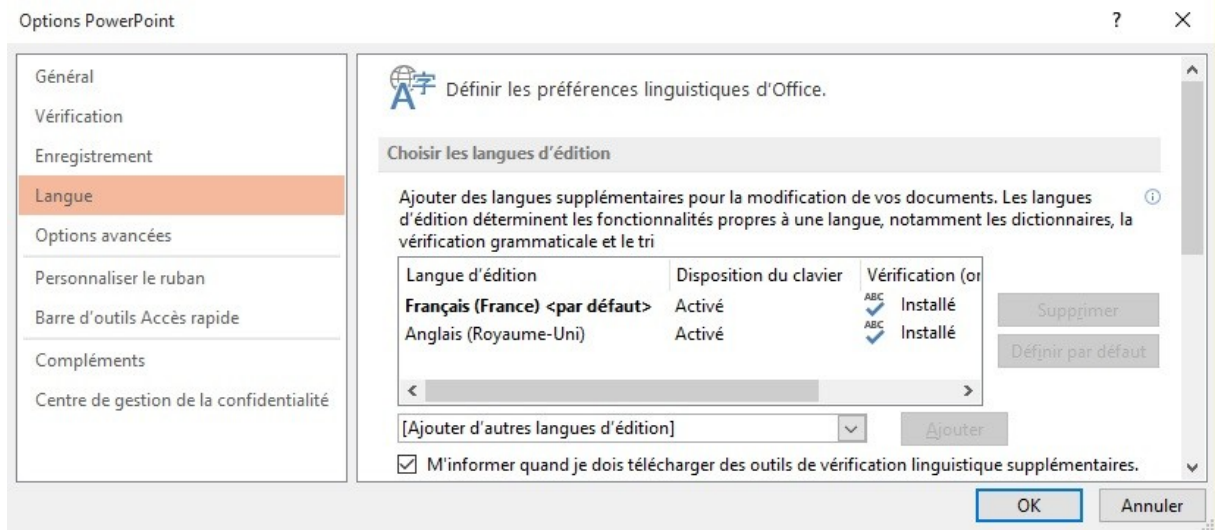 Options PowerPoint
?
Général
Vérification
Enregistrement
Langue
Options avancées
Personnaliser le ruban
Barre d'outils Accès rapide
Compléments
Centre de gestion de la confidentialité
A字 Définir les préférences linguistiques d'Office.
Choisir les langues d'édition
Ajouter des langues supplémentaires pour la modification de vos documents. Les langues
d'édition déterminent les fonctionnalités propres à une langue, notamment les dictionnaires, la
vérification grammaticale et le tri
Langue d'édition Disposition du clavier Vérification (or
Français (France) <par défaut> Activé ABC Installé
Anglais (Royaume-Uni) Activé ABC Installé
Supprimer
Définir par défaut
[Ajouter d'autres langues d'édition] Ajouter
M'informer quand je dois télécharger des outils de vérification linguistique supplémentaires.
OK Annuler